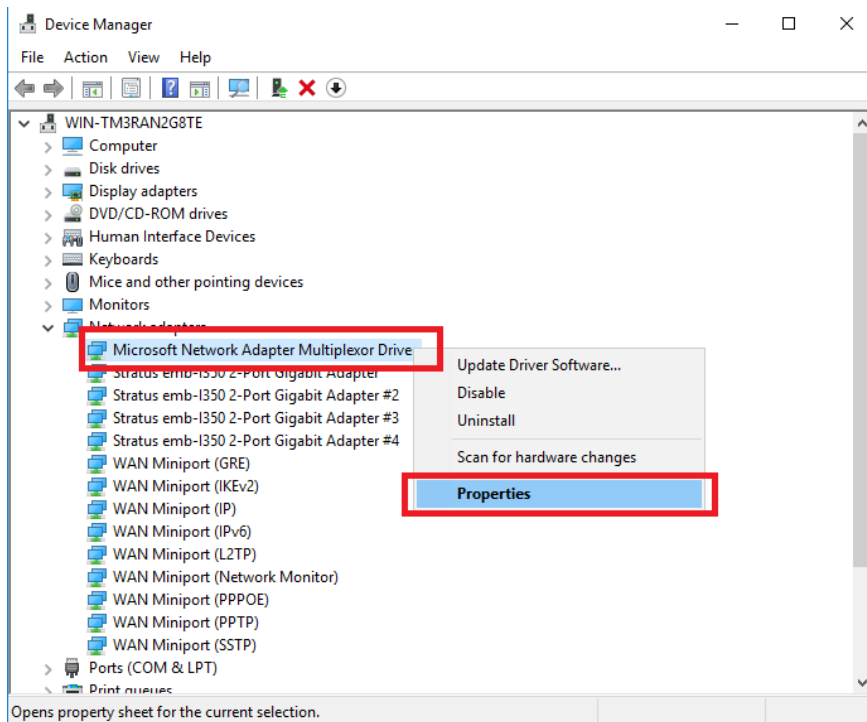 Device Manager
File Action View Help
WIN-TM3RAN2G8TE
Computer
Disk drives
Display adapters
DVD/CD-ROM drives
Human Interface Devices
Keyboards
Mice and other pointing devices
Monitors
Network adapters
Microsoft Network Adapter Multiplexor Drive
Stratus emb-I350 2-Port Gigabit Adapter
Stratus emb-I350 2-Port Gigabit Adapter #2
Stratus emb-I350 2-Port Gigabit Adapter #3
Stratus emb-I350 2-Port Gigabit Adapter #4
WAN Miniport (GRE)
WAN Miniport (IKEv2)
WAN Miniport (IP)
WAN Miniport (IPv6)
WAN Miniport (L2TP)
WAN Miniport (Network Monitor)
WAN Miniport (PPPOE)
WAN Miniport (PPTP)
WAN Miniport (SSTP)
Ports (COM & LPT)
Print queues
Update Driver Software...
Disable
Uninstall
Scan for hardware changes
Properties
Opens property sheet for the current selection.